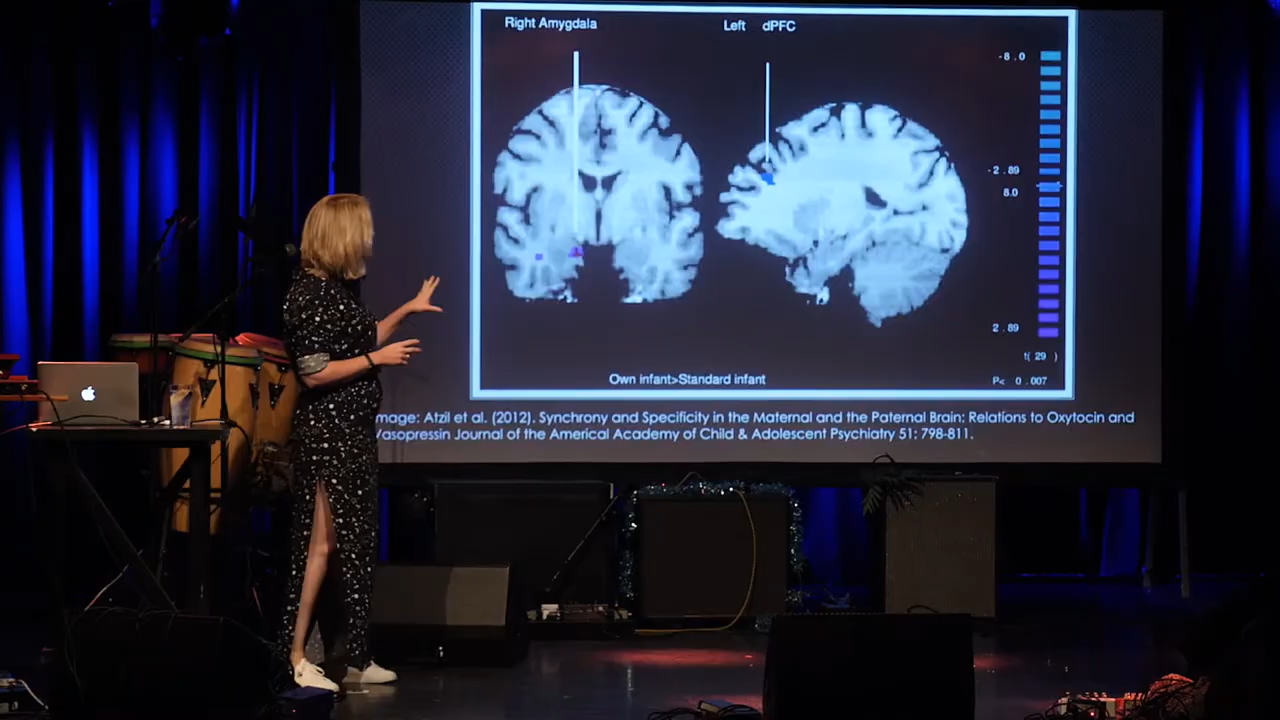 Right Amygdala
Left dPFC
-8.0
-2.89
8.0
2.89
t(29)
P< 0.007
Own infant>Standard infant
mage: Atzil et al. (2012). Synchrony and Specificity in the Maternal and the Paternal Brain: Relations to Oxytocin and
Vasopressin Journal of the Americal Academy of Child & Adolescent Psychiatry 51: 798-811.